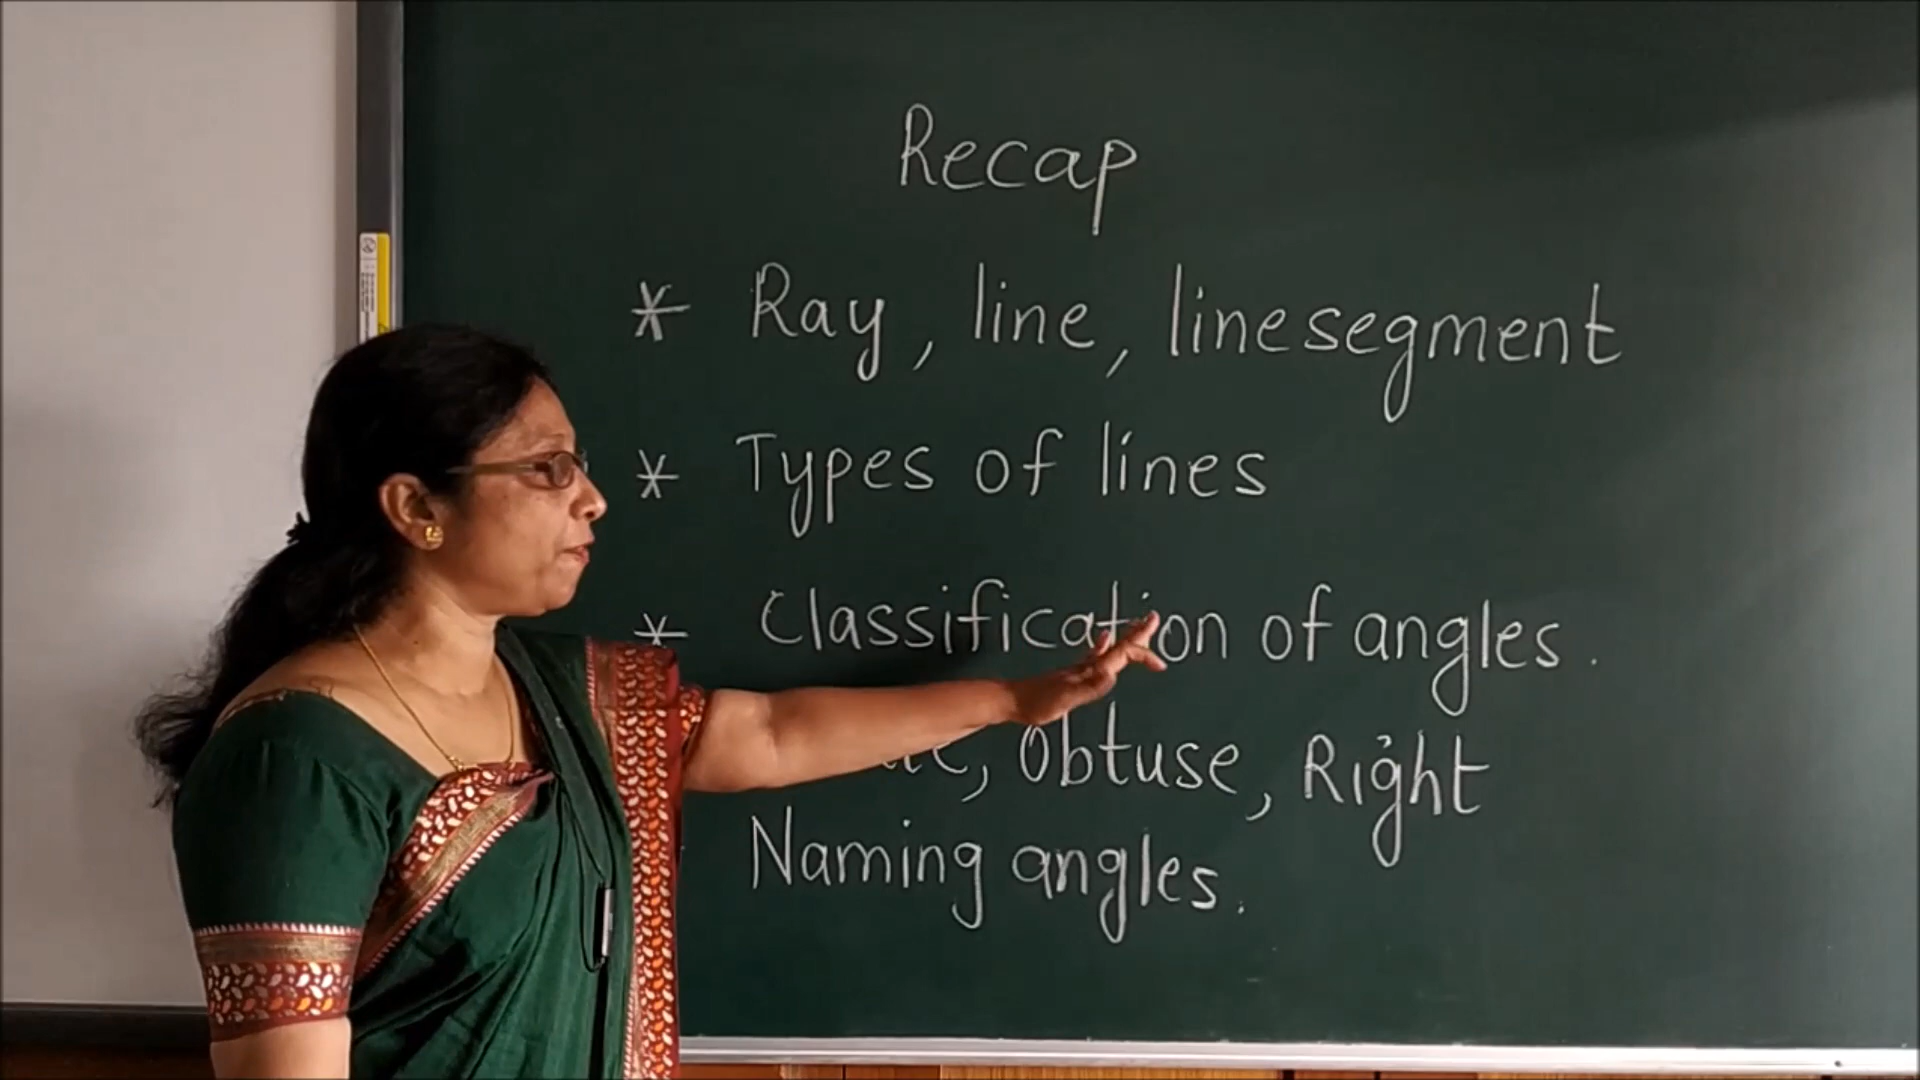 Recap
* Ray, line, linesegment
* Types of lines
* Classification of angles.
Obtuse, Right
Naming angles.